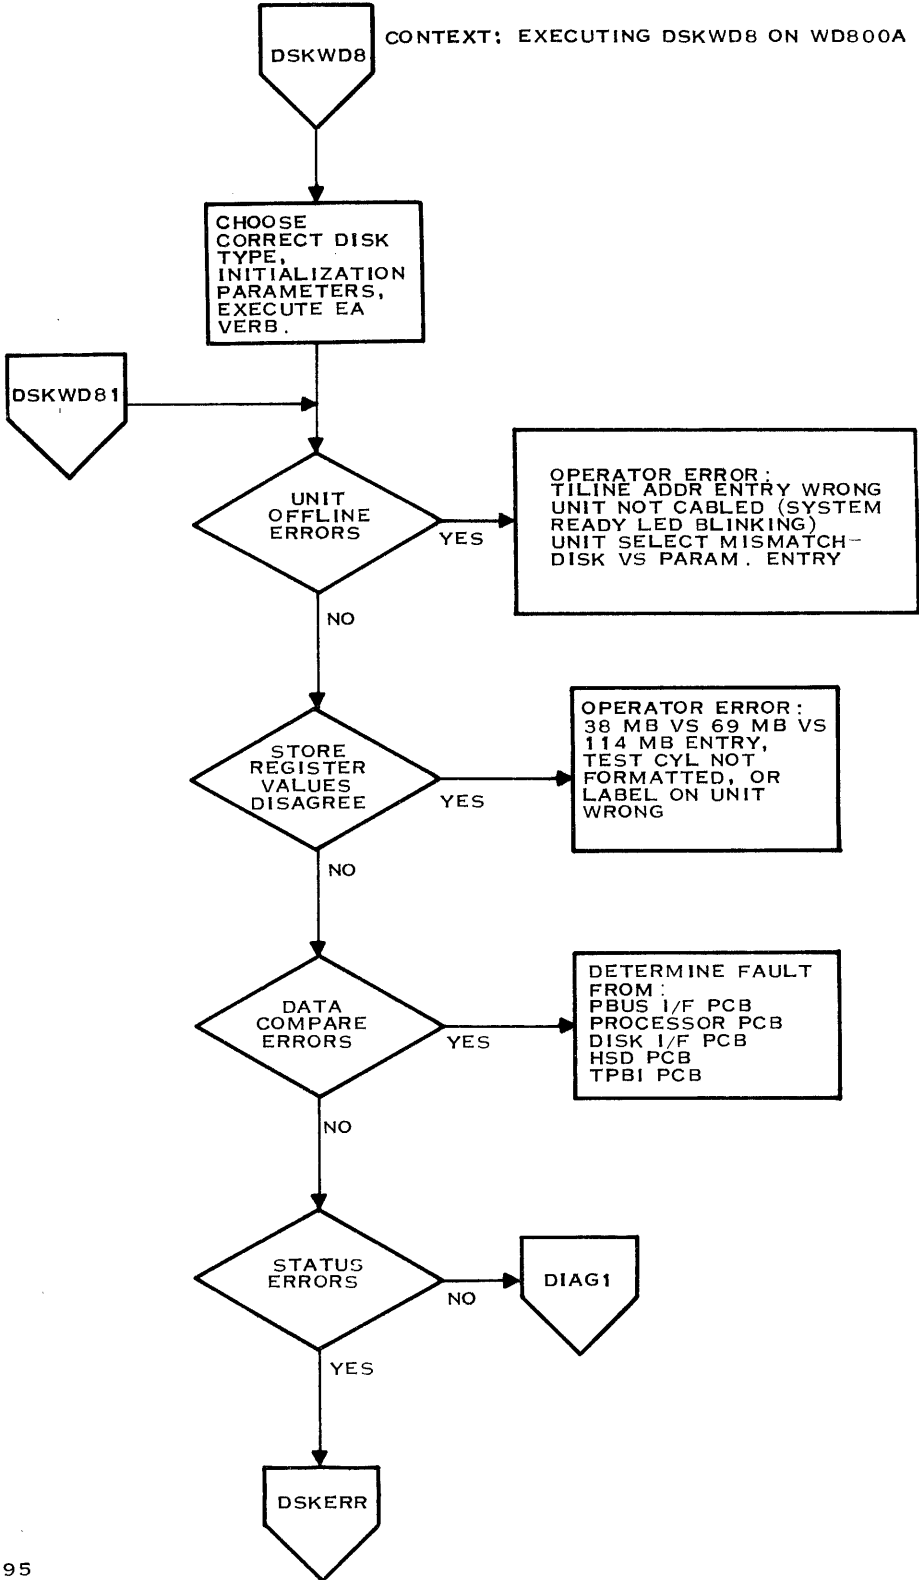 DSKWD8
CONTEXT: EXECUTING DSKWD8 ON WD800A
CHOOSE
CORRECT DISK
TYPE,
INITIALIZATION
PARAMETERS,
EXECUTE EA
VERB.
DSKWD81
UNIT
OFFLINE
ERRORS
YES
OPERATOR ERROR:
TILINE ADDR ENTRY WRONG
UNIT NOT CABLED (SYSTEM
READY LED BLINKING)
UNIT SELECT MISMATCH-
DISK VS PARAM. ENTRY
NO
STORE
REGISTER
VALUES
DISAGREE
YES
OPERATOR ERROR:
38 MB VS 69 MB VS
114 MB ENTRY,
TEST CYL NOT
FORMATTED, OR
LABEL ON UNIT
WRONG
NO
DATA
COMPARE
ERRORS
YES
DETERMINE FAULT
FROM:
PBUS I/F PCB
PROCESSOR PCB
DISK I/F PCB
HSD PCB
TPBI PCB
NO
STATUS
ERRORS
NO
DIAG1
YES
DSKERR
95